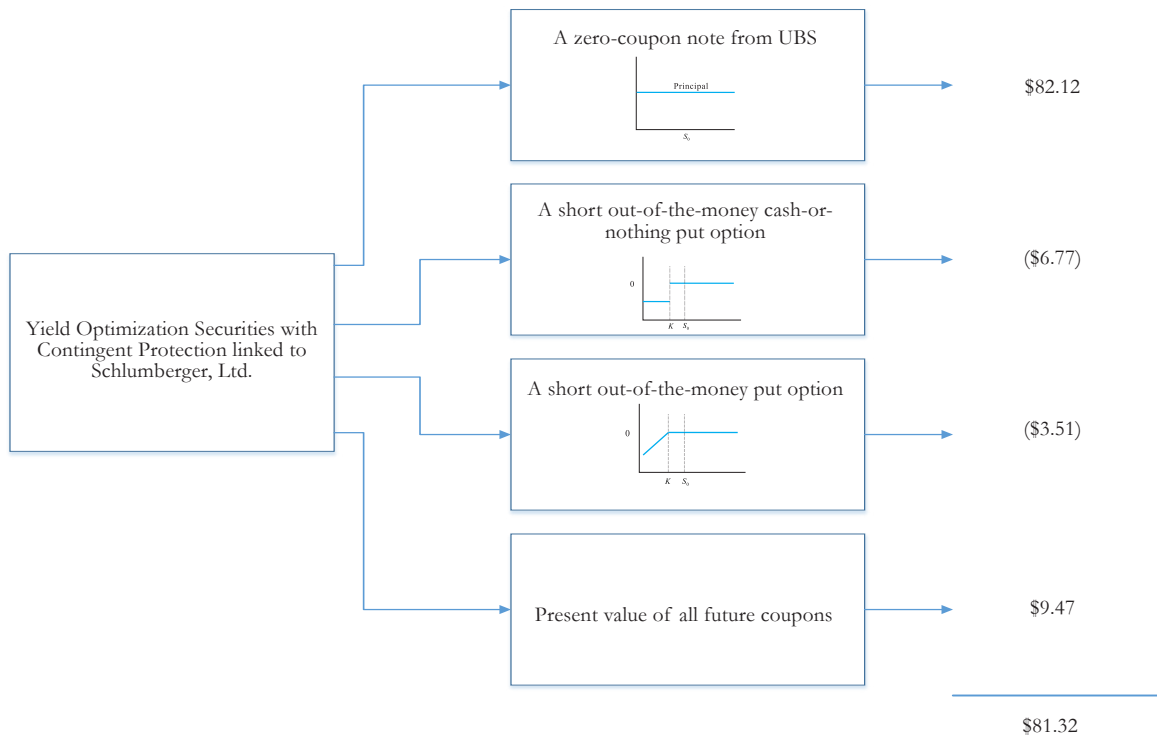 A zero-coupon note from UBS
Principal
S0
$82.12
A short out-of-the-money cash-or-
nothing put option
0
K S0
($6.77)
Yield Optimization Securities with
Contingent Protection linked to
Schlumberger, Ltd.
A short out-of-the-money put option
0
K S0
($3.51)
Present value of all future coupons
$9.47
$81.32